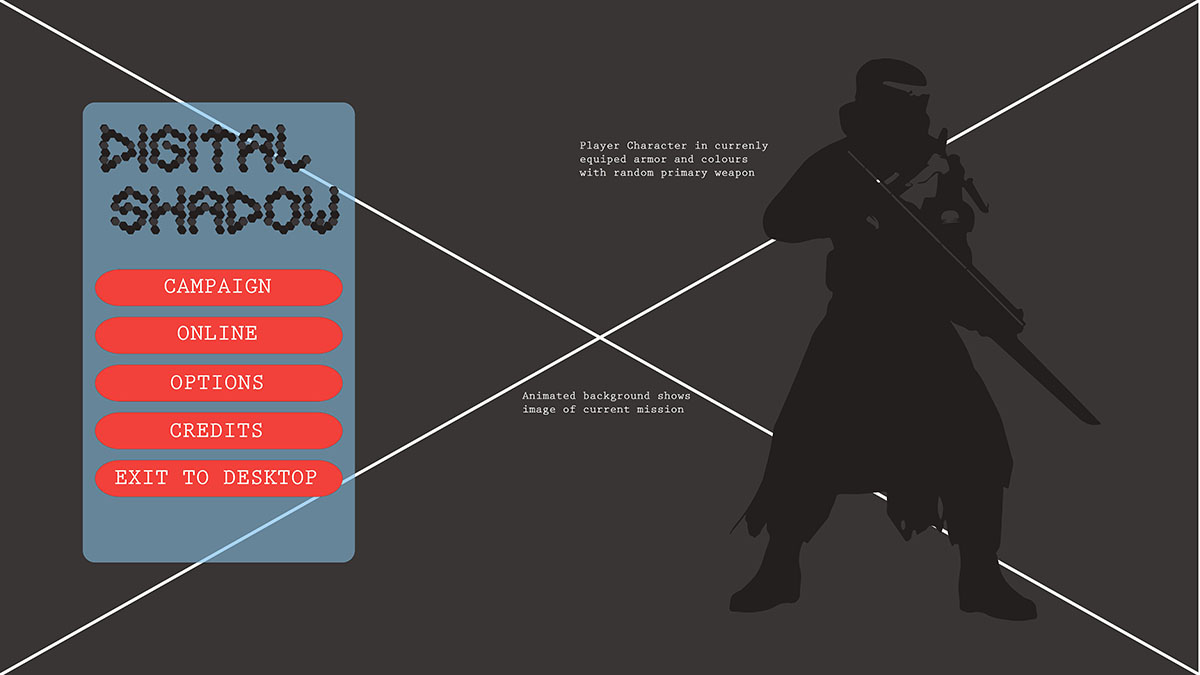 DIGITAL
SHADOW
CAMPAIGN
ONLINE
OPTIONS
CREDITS
EXIT TO DESKTOP
Player Character in currenly
equiped armor and colours
with random primary weapon
Animated background shows
image of current mission